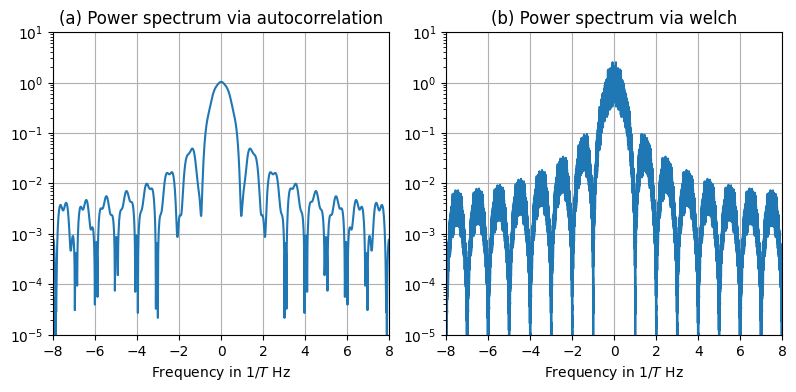 (a) Power spectrum via autocorrelation
10^1
10^0
10^-1
10^-2
10^-3
10^-4
10^-5
−8 −6 −4 −2 0 2 4 6 8
Frequency in 1/T Hz
(b) Power spectrum via welch
10^1
10^0
10^-1
10^-2
10^-3
10^-4
10^-5
−8 −6 −4 −2 0 2 4 6 8
Frequency in 1/T Hz